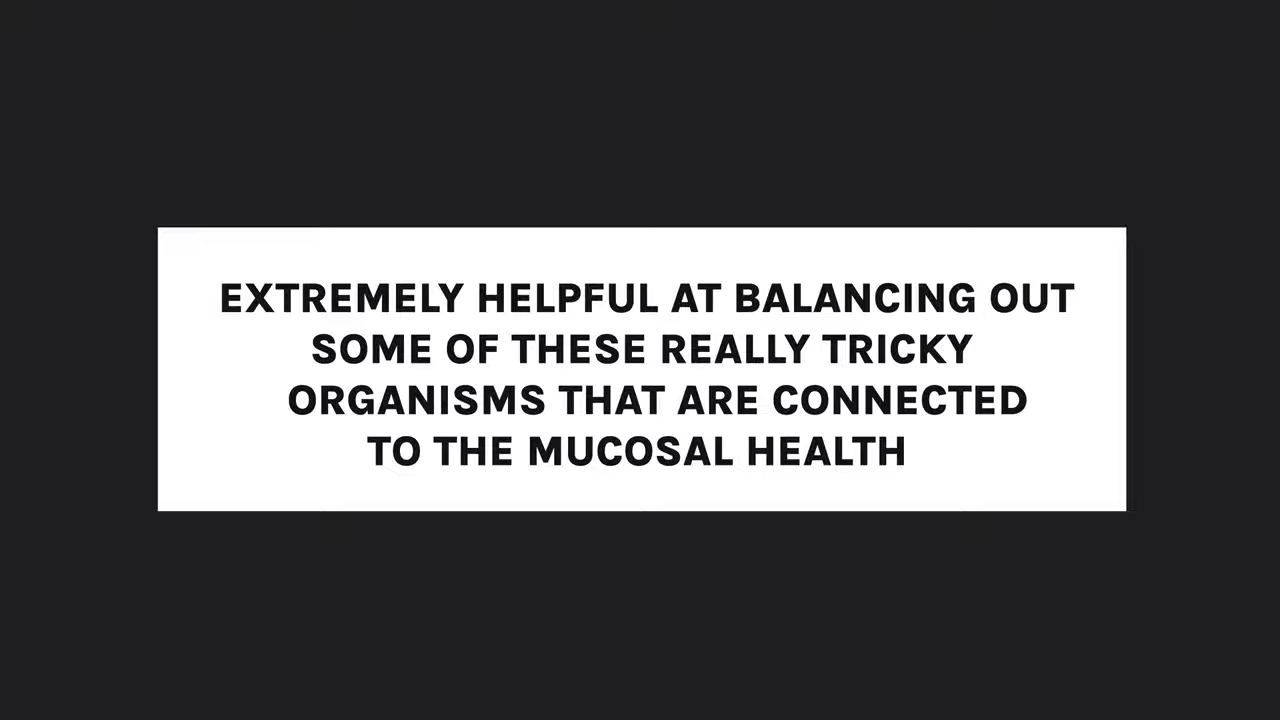 EXTREMELY HELPFUL AT BALANCING OUT
SOME OF THESE REALLY TRICKY
ORGANISMS THAT ARE CONNECTED
TO THE MUCOSAL HEALTH